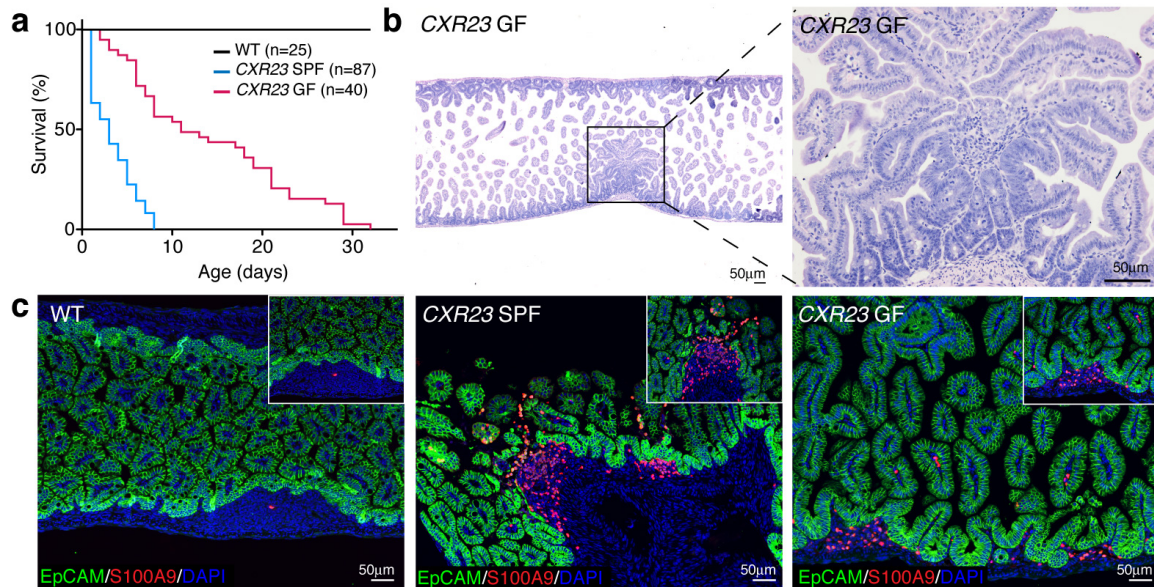 a
100
50
0
Survival (%)
0
10
20
30
Age (days)
WT (n=25)
CXR23 SPF (n=87)
CXR23 GF (n=40)
b
CXR23 GF
50μm
CXR23 GF
50μm
c
WT
EpCAM/S100A9/DAPI
50μm
CXR23 SPF
EpCAM/S100A9/DAPI
50μm
CXR23 GF
EpCAM/S100A9/DAPI
50μm